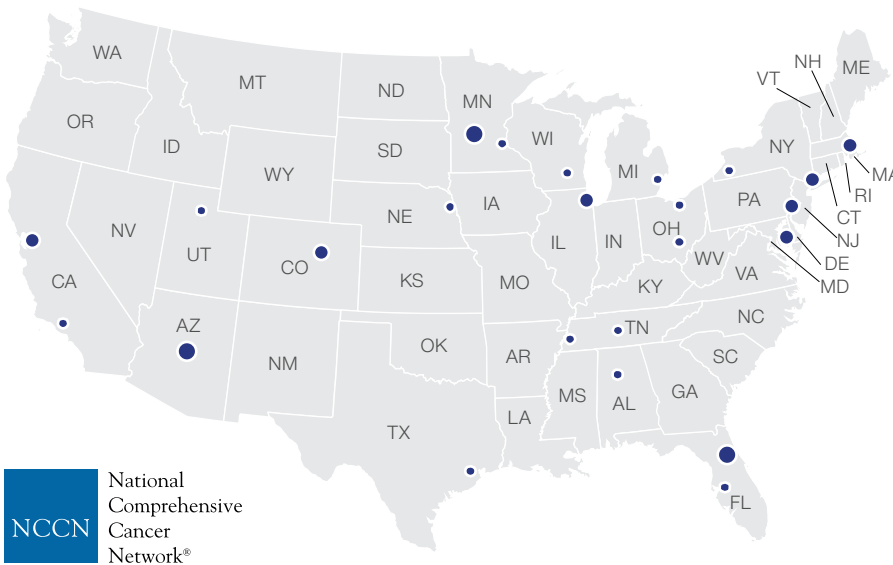 WA
MT
ND
MN
VT
NH
ME
OR
ID
SD
WI
MI
NY
MA
WY
RI
NE
IA
PA
CT
NV
UT
CO
IL
IN
OH
NJ
WV
DE
CA
KS
MO
KY
VA
MD
AZ
NM
OK
AR
TN
NC
SC
MS
AL
GA
LA
TX
FL
NCCN
National
Comprehensive
Cancer
Network®